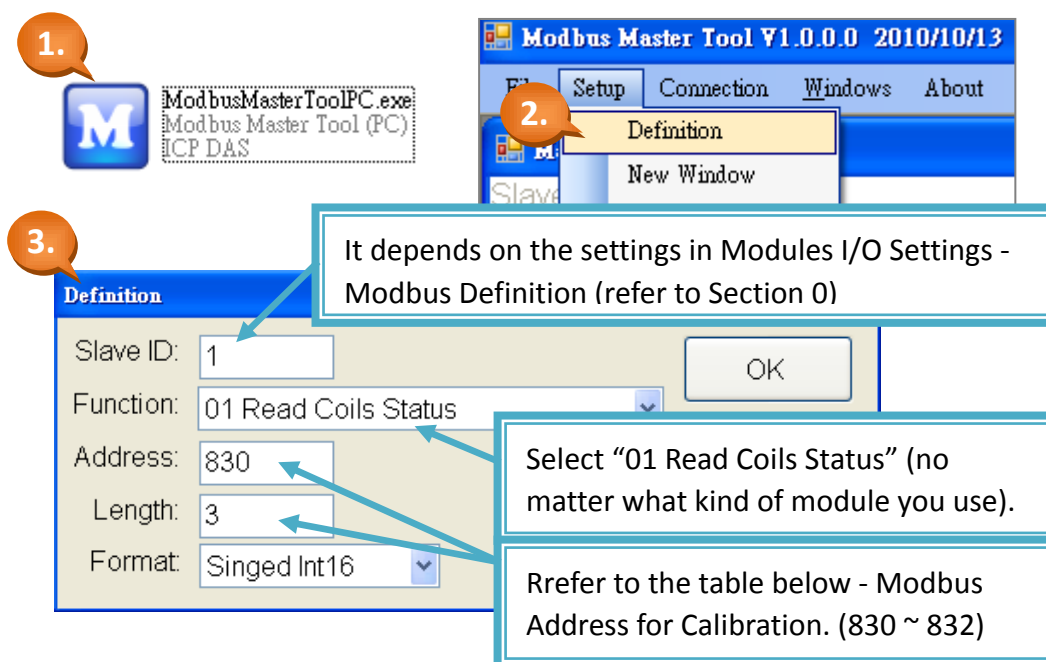 1.
M
ModbusMasterToolPC.exe
Modbus Master Tool (PC)
ICP DAS
Modbus Master Tool V1.0.0.0 2010/10/13
Setup Connection Windows About
2.
Definition
New Window
Slave
3.
It depends on the settings in Modules I/O Settings -
Modbus Definition (refer to Section 0)
Definition
Slave ID: 1
OK
Function: 01 Read Coils Status
Address: 830
Length: 3
Format: Singed Int16
Select “01 Read Coils Status” (no
matter what kind of module you use).
Rrefer to the table below - Modbus
Address for Calibration. (830 ~ 832)